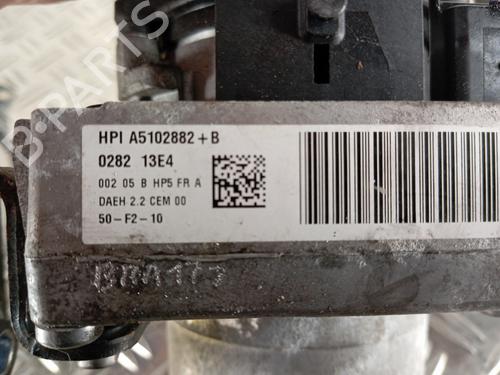 HPI A5102882+B
0282 13E4
002 05 B HP5 FR A
DAEH 2.2 CEM 00
50-F2-10
B-PARTS